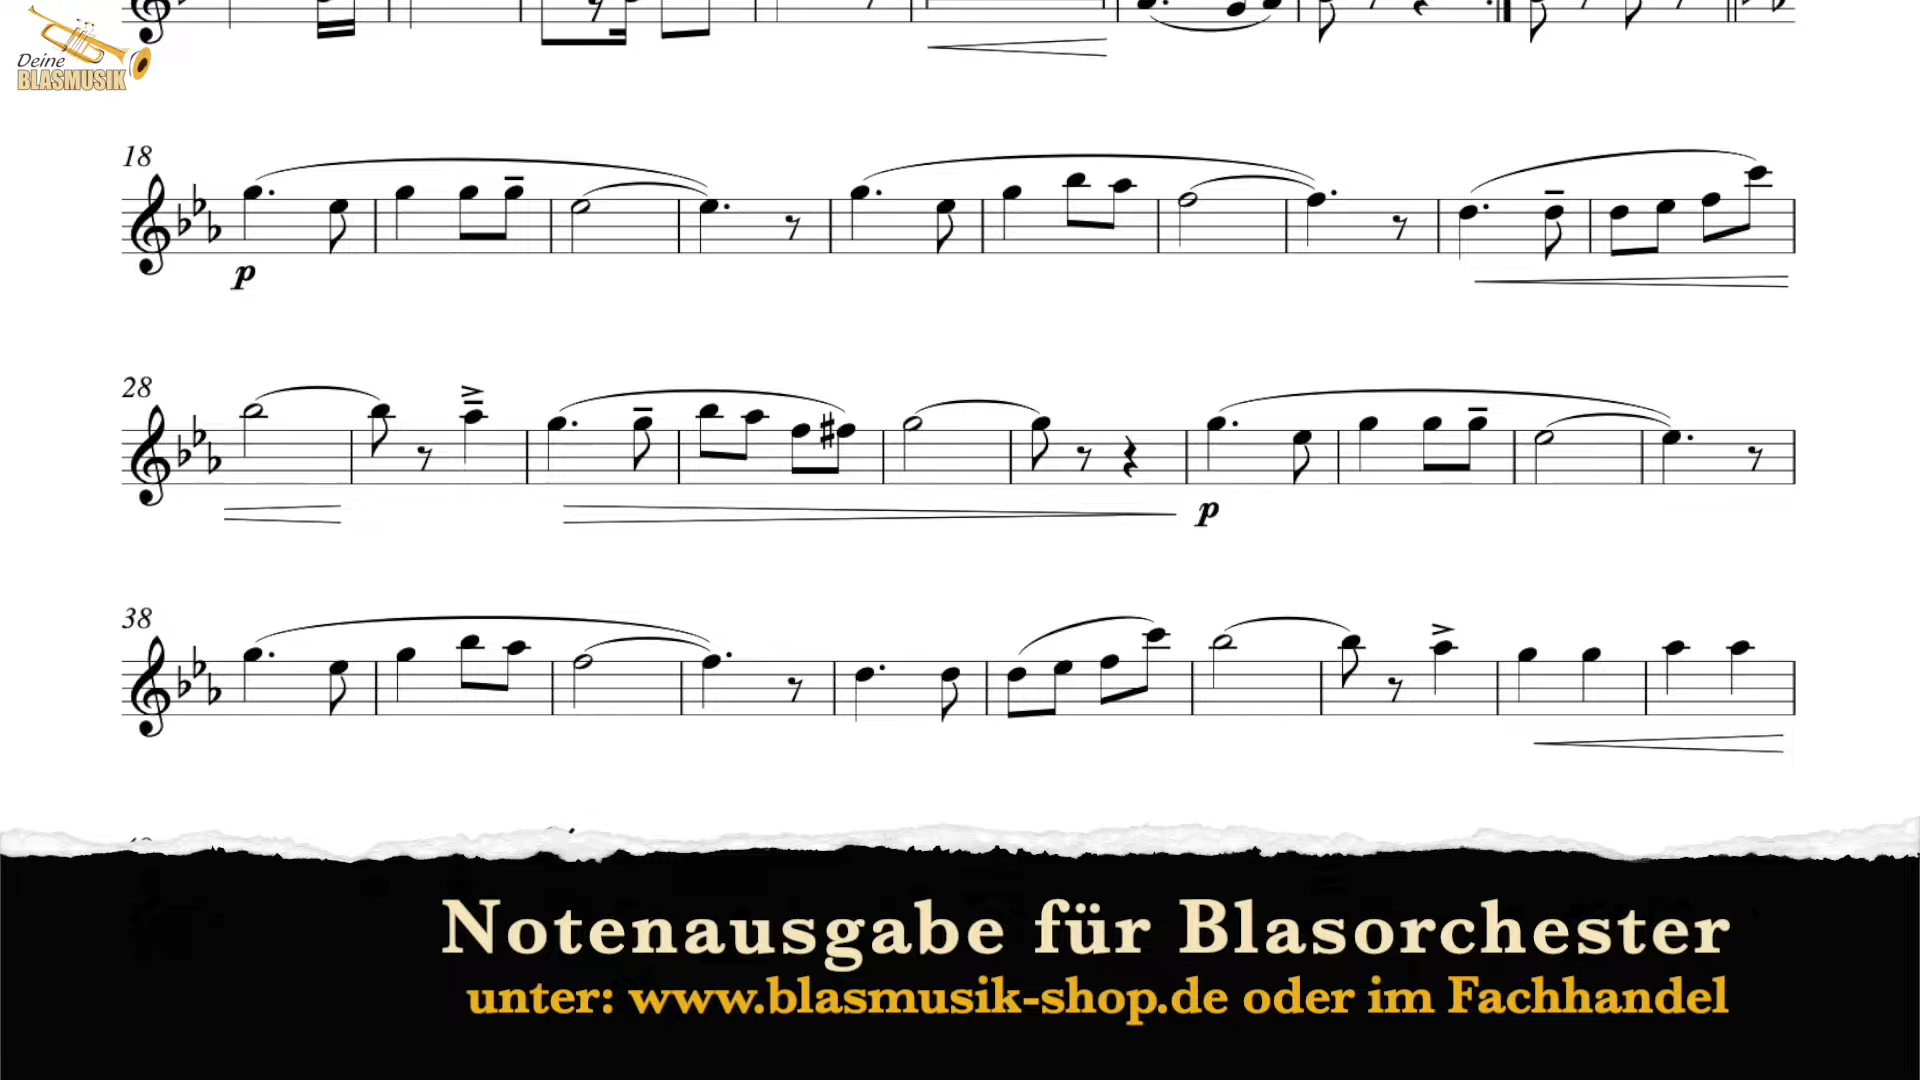 Deine
BLASMUSIK
18
p
28
p
38
Notenausgabe für Blasorchester
unter: www.blasmusik-shop.de oder im Fachhandel